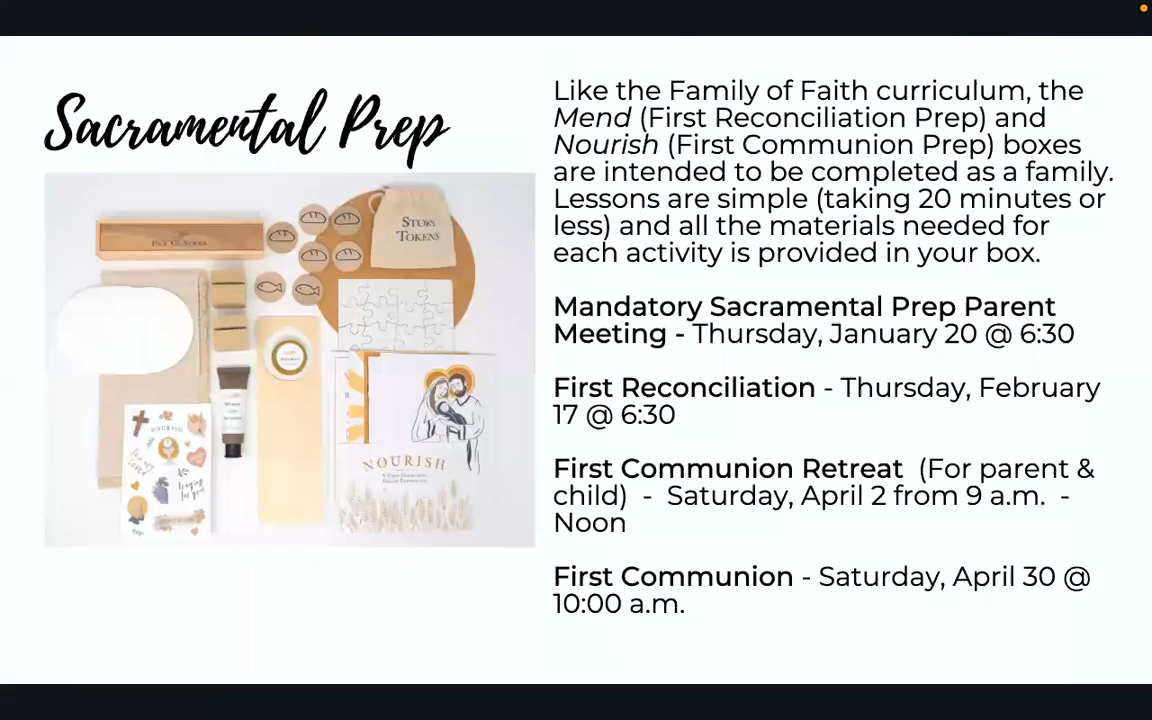 Sacramental Prep
Like the Family of Faith curriculum, the
Mend (First Reconciliation Prep) and
Nourish (First Communion Prep) boxes
are intended to be completed as a family.
Lessons are simple (taking 20 minutes or
less) and all the materials needed for
each activity is provided in your box.
Mandatory Sacramental Prep Parent
Meeting - Thursday, January 20 @ 6:30
First Reconciliation - Thursday, February
17 @ 6:30
First Communion Retreat (For parent &
child) - Saturday, April 2 from 9 a.m. -
Noon
First Communion - Saturday, April 30 @
10:00 a.m.
STORY
TOKENS
NOURISH
NOURISH